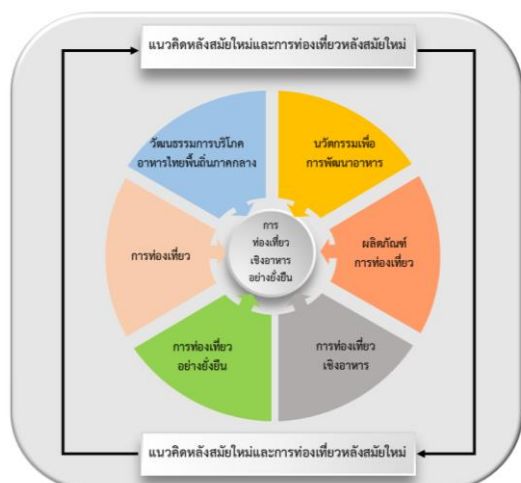 แนวคิดหลังสมัยใหม่และการท่องเที่ยวหลังสมัยใหม่
วัฒนธรรมการบริโภค
อาหารไทยพื้นถิ่นภาคกลาง
นวัตกรรมเพื่อ
การพัฒนาอาหาร
การท่องเที่ยว
การ
ท่องเที่ยว
เชิงอาหาร
อย่างยั่งยืน
ผลิตภัณฑ์
การท่องเที่ยว
การท่องเที่ยว
อย่างยั่งยืน
การท่องเที่ยว
เชิงอาหาร
แนวคิดหลังสมัยใหม่และการท่องเที่ยวหลังสมัยใหม่